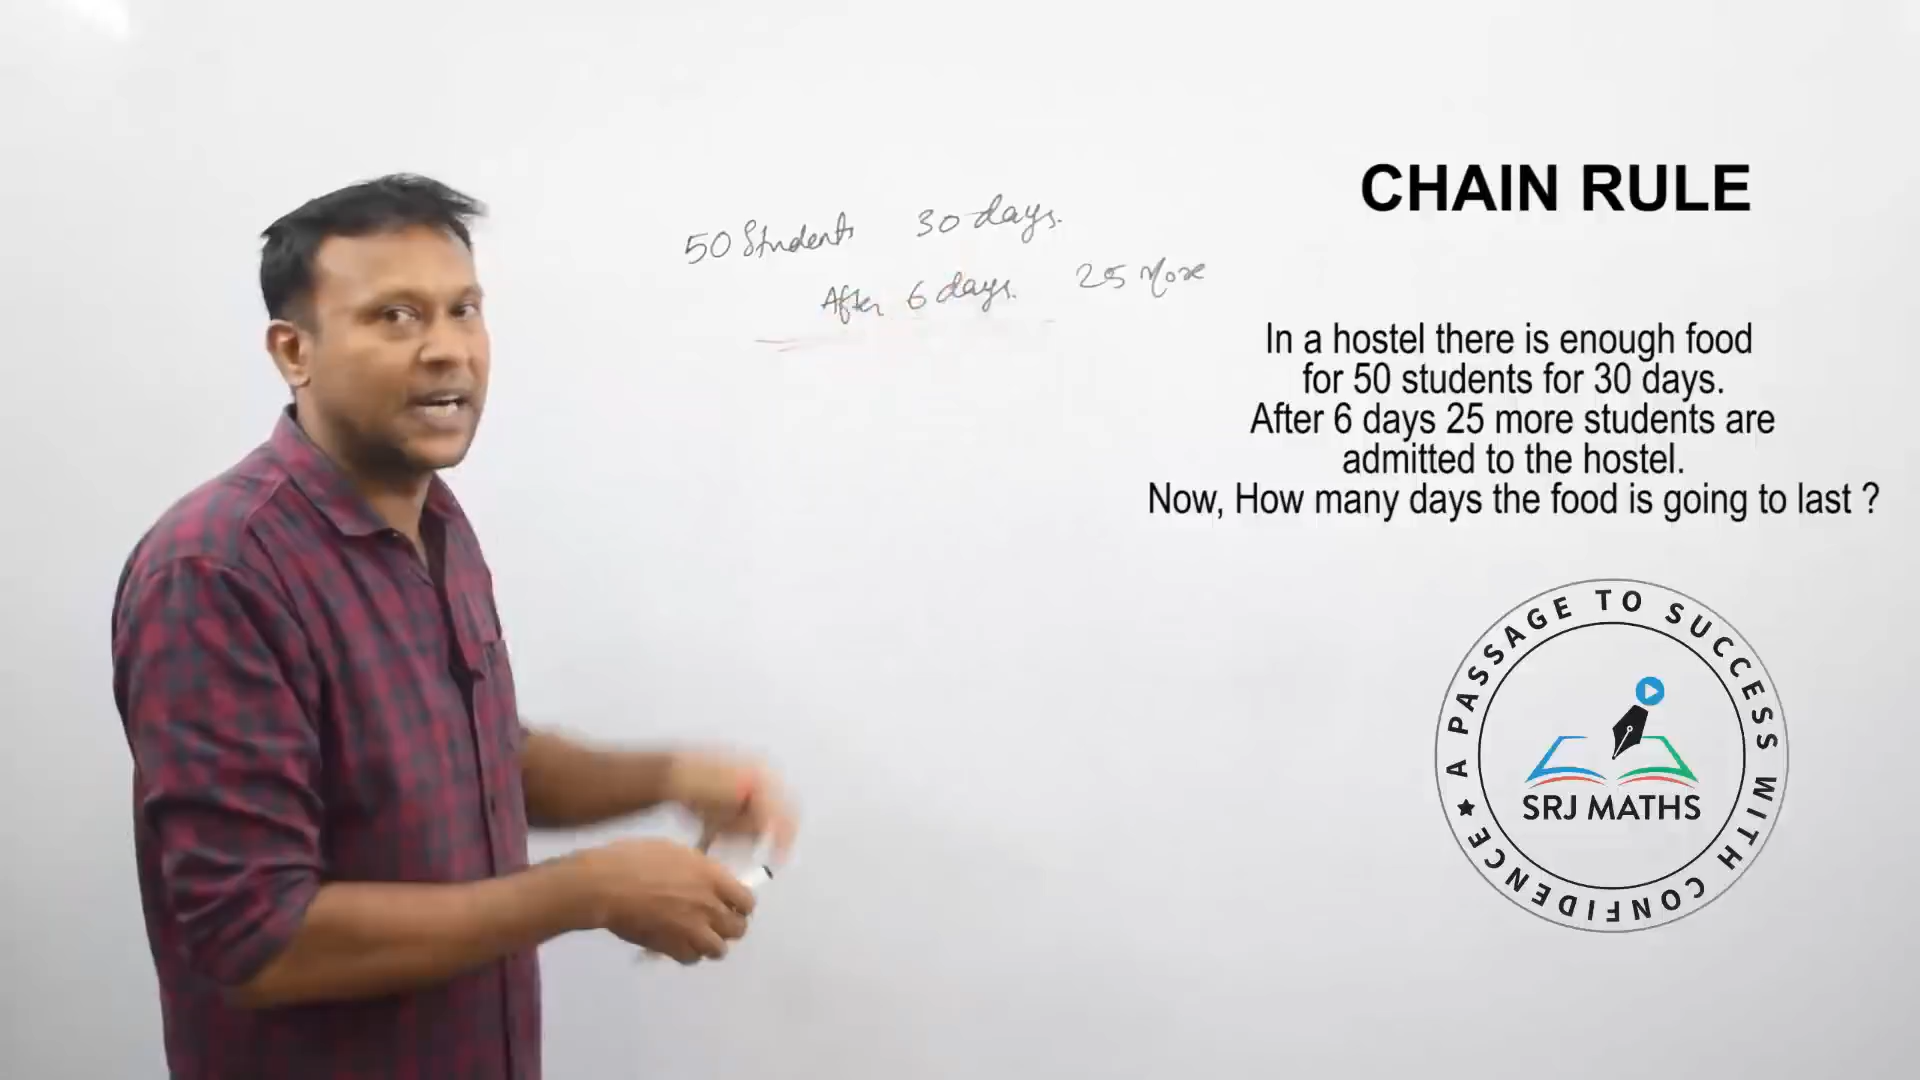 CHAIN RULE
50 Students 30 days.
After 6 days. 25 More
In a hostel there is enough food
for 50 students for 30 days.
After 6 days 25 more students are
admitted to the hostel.
Now, How many days the food is going to last ?
A PASSAGE TO SUCCESS WITH CONFIDENCE
SRJ MATHS